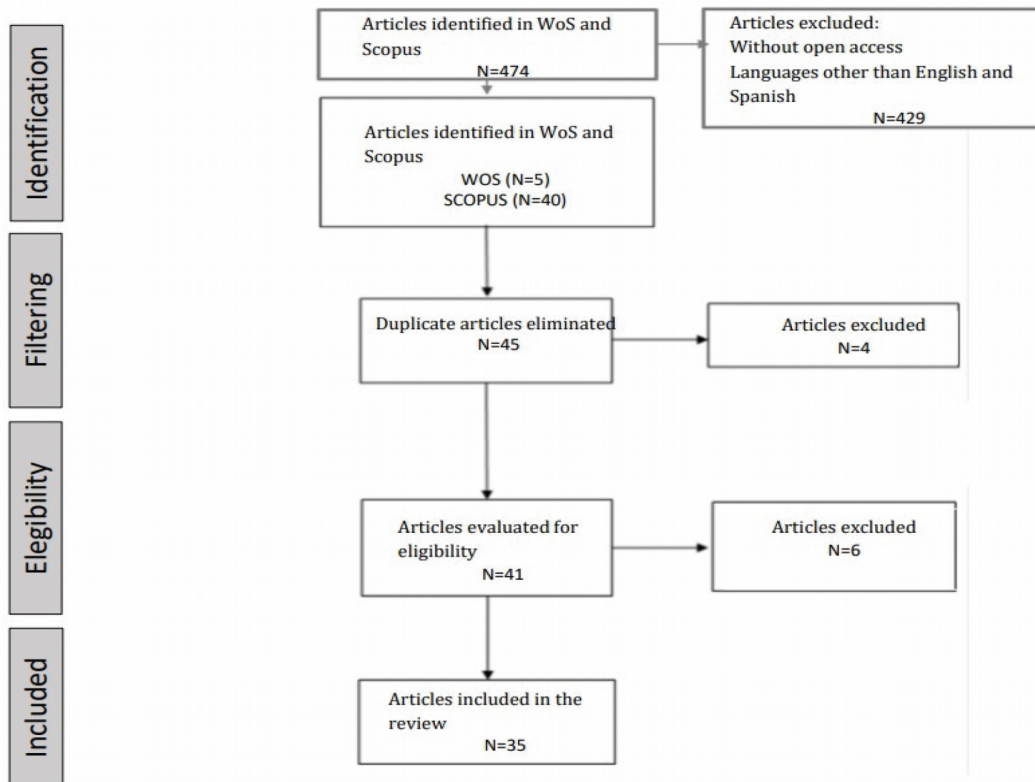 Identification
Articles identified in WoS and
Scopus
N=474
Articles excluded:
Without open access
Languages other than English and
Spanish
N=429
Articles identified in WoS and
Scopus
WOS (N=5)
SCOPUS (N=40)
Filtering
Duplicate articles eliminated
N=45
Articles excluded
N=4
Elegibility
Articles evaluated for
eligibility
N=41
Articles excluded
N=6
Included
Articles included in the
review
N=35